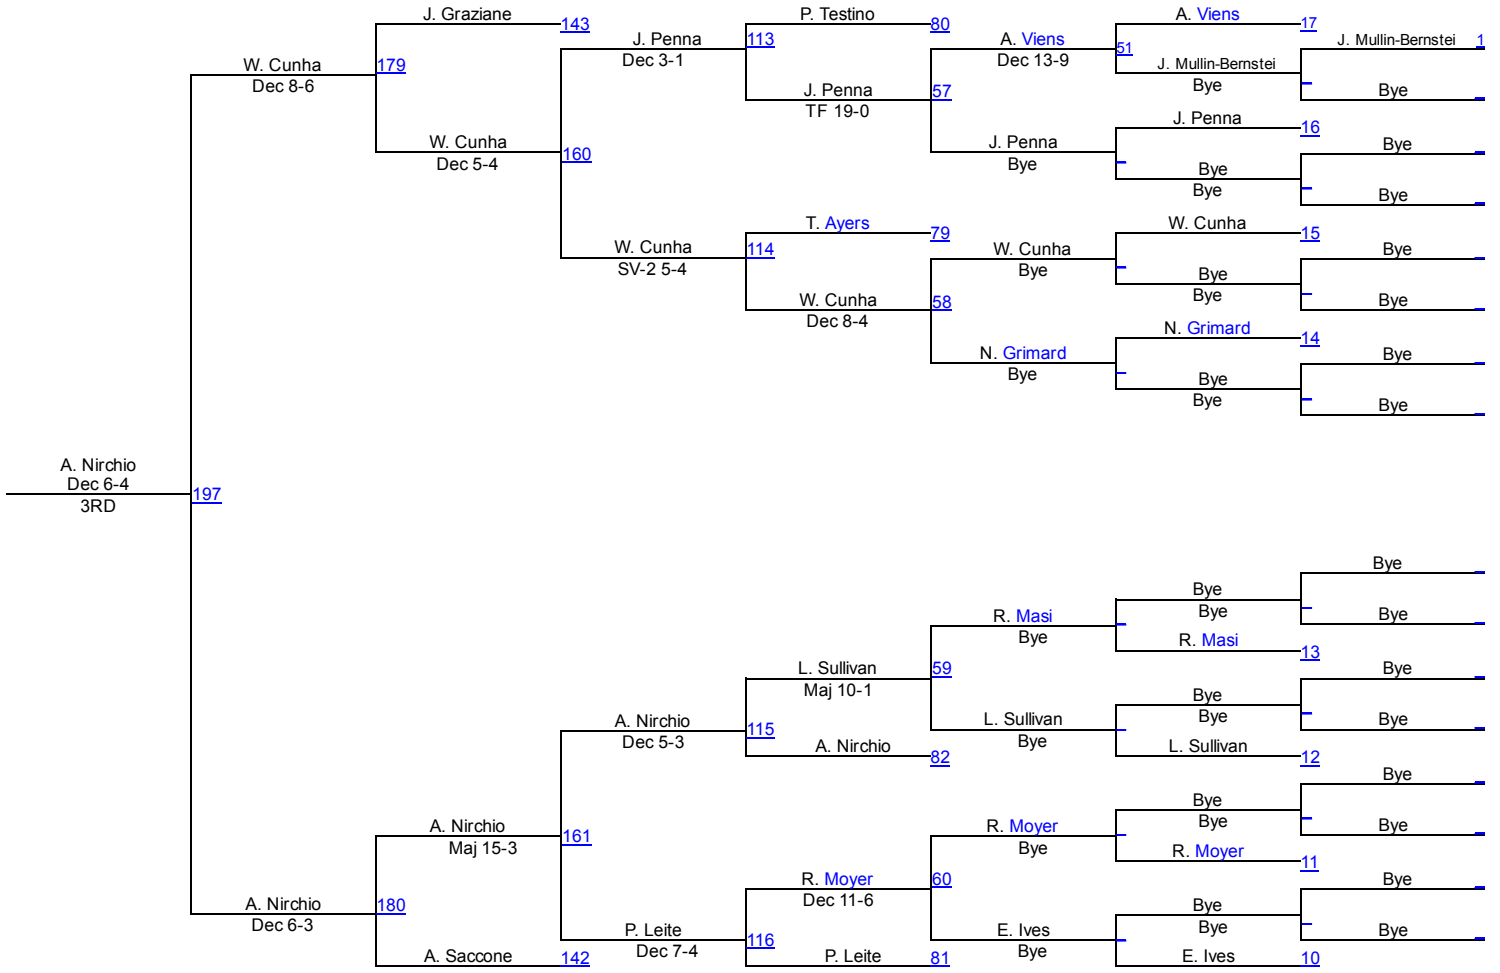 J. Graziane
143
P. Testino
80
A. Viens
17
J. Penna
113
A. Viens
51
J. Mullin-Bernstei
1
W. Cunha
179
Dec 3-1
Dec 13-9
J. Mullin-Bernstei
Dec 8-6
J. Penna
57
Bye
Bye
TF 19-0
J. Penna
16
W. Cunha
160
J. Penna
Bye
Dec 5-4
Bye
Bye
Bye
Bye
T. Ayers
79
W. Cunha
15
W. Cunha
114
W. Cunha
Bye
SV-2 5-4
Bye
Bye
W. Cunha
58
Bye
Bye
Dec 8-4
N. Grimard
14
N. Grimard
Bye
Bye
Bye
Bye
Bye
A. Nirchio
Dec 6-4
197
3RD
Bye
Bye
R. Masi
Bye
Bye
Bye
R. Masi
13
L. Sullivan
59
Bye
Maj 10-1
Bye
A. Nirchio
115
L. Sullivan
Bye
Bye
Dec 5-3
Bye
A. Nirchio
82
L. Sullivan
12
Bye
Bye
A. Nirchio
161
R. Moyer
Bye
Bye
Maj 15-3
Bye
R. Moyer
11
R. Moyer
60
Bye
Dec 11-6
A. Nirchio
180
Bye
Dec 6-3
P. Leite
116
E. Ives
Bye
Bye
Dec 7-4
Bye
A. Saccone
142
P. Leite
81
E. Ives
10